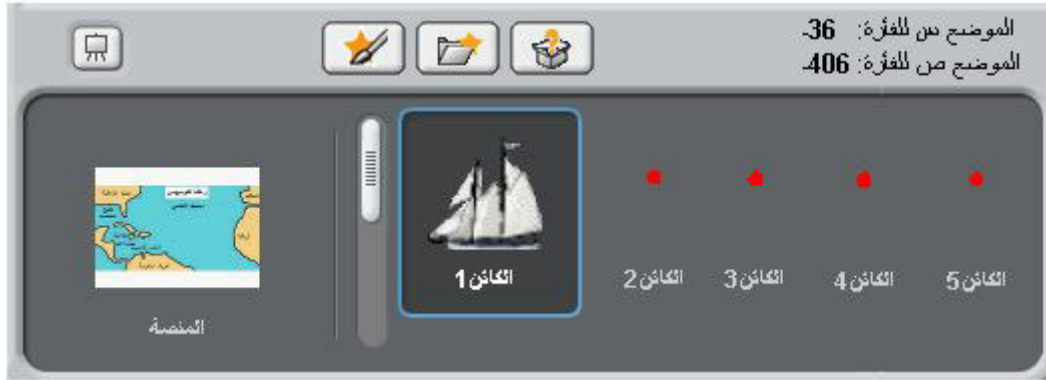 الموضع س للفأرة: 36-
الموضع ص للفأرة: 406-
الكائن1
الكائن2
الكائن3
الكائن4
الكائن5
المنصة